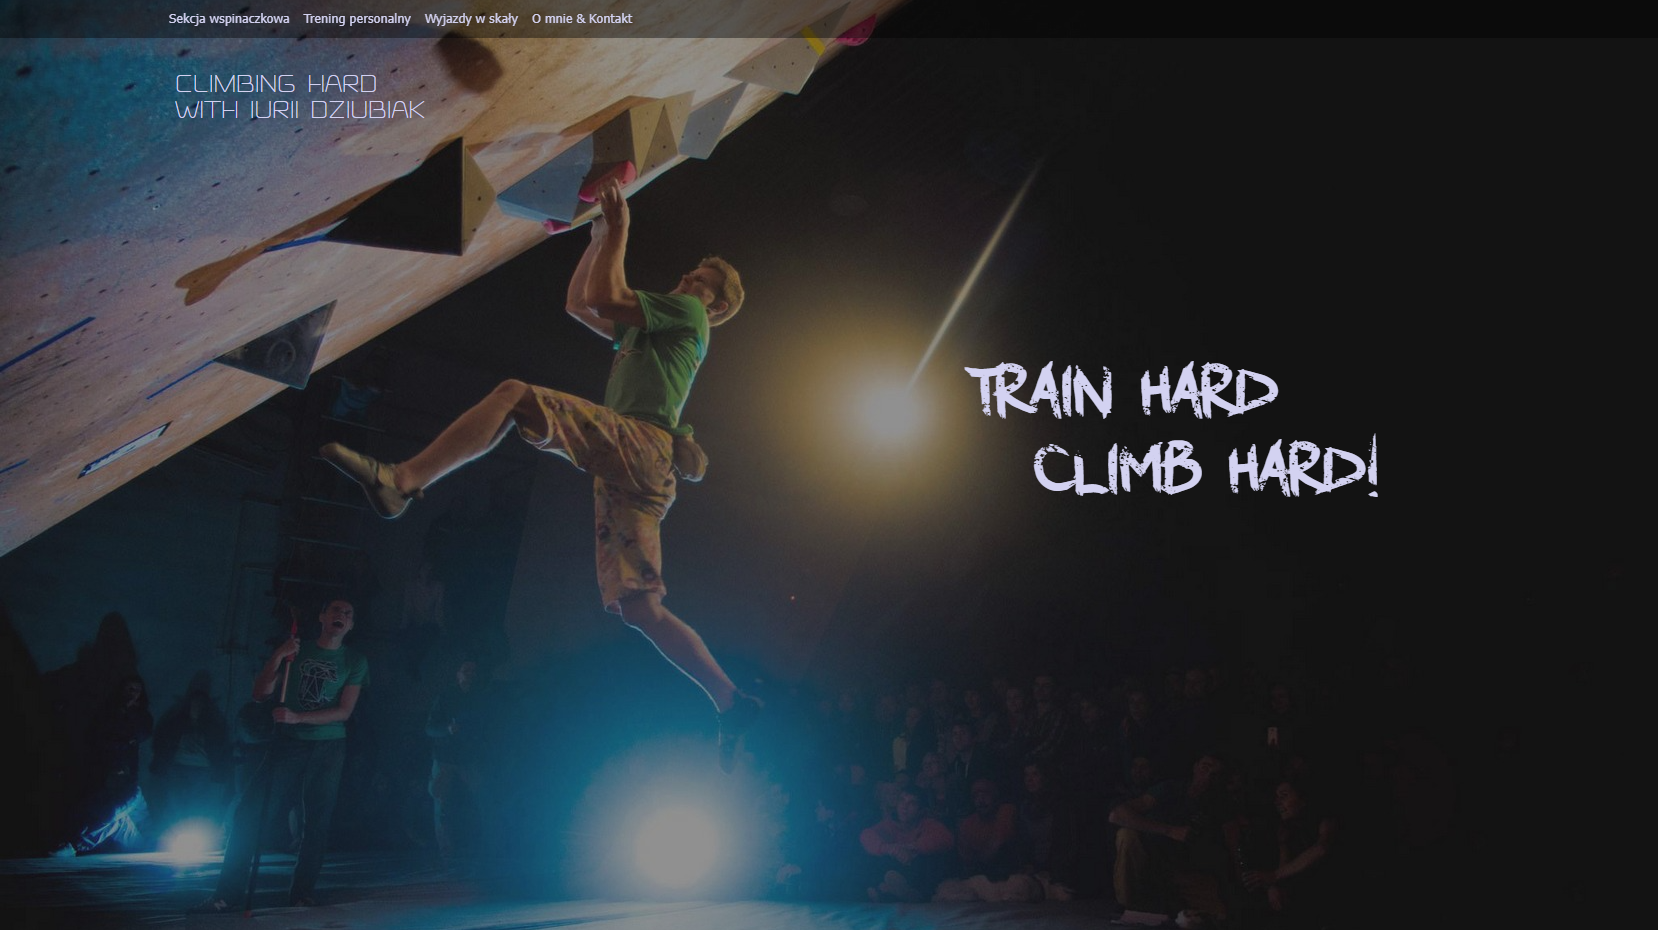 Sekcja wspinaczkowa Trening personalny Wyjazdy w skały O mnie & Kontakt
CLIMBING HARD
WITH IURII DZIUBIAK
TRAIN HARD
CLIMB HARD!